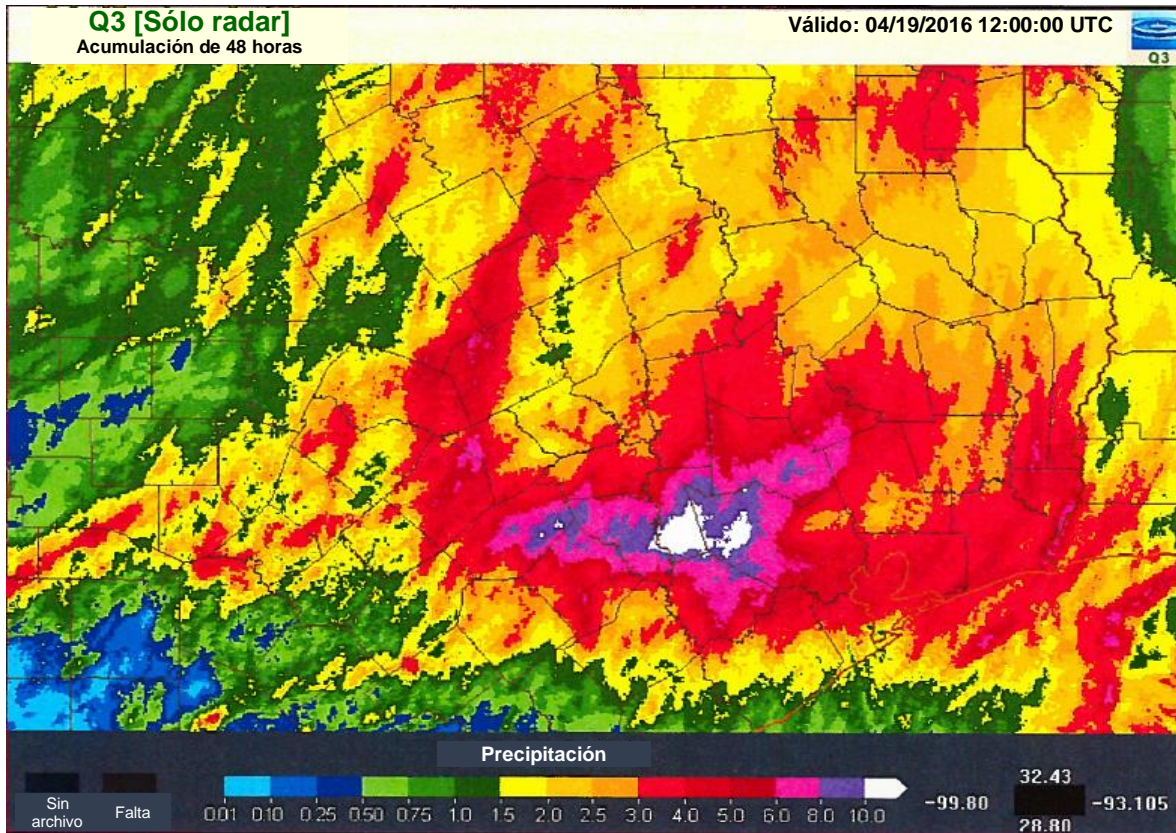 Q3 [Sólo radar]
Acumulación de 48 horas
Válido: 04/19/2016 12:00:00 UTC
Q3
Precipitación
Sin archivo
Falta
0.01 0.10 0.25 0.50 0.75 1.0 1.5 2.0 2.5 3.0 4.0 5.0 6.0 8.0 10.0
32.43
-99.80 -93.105
28.80